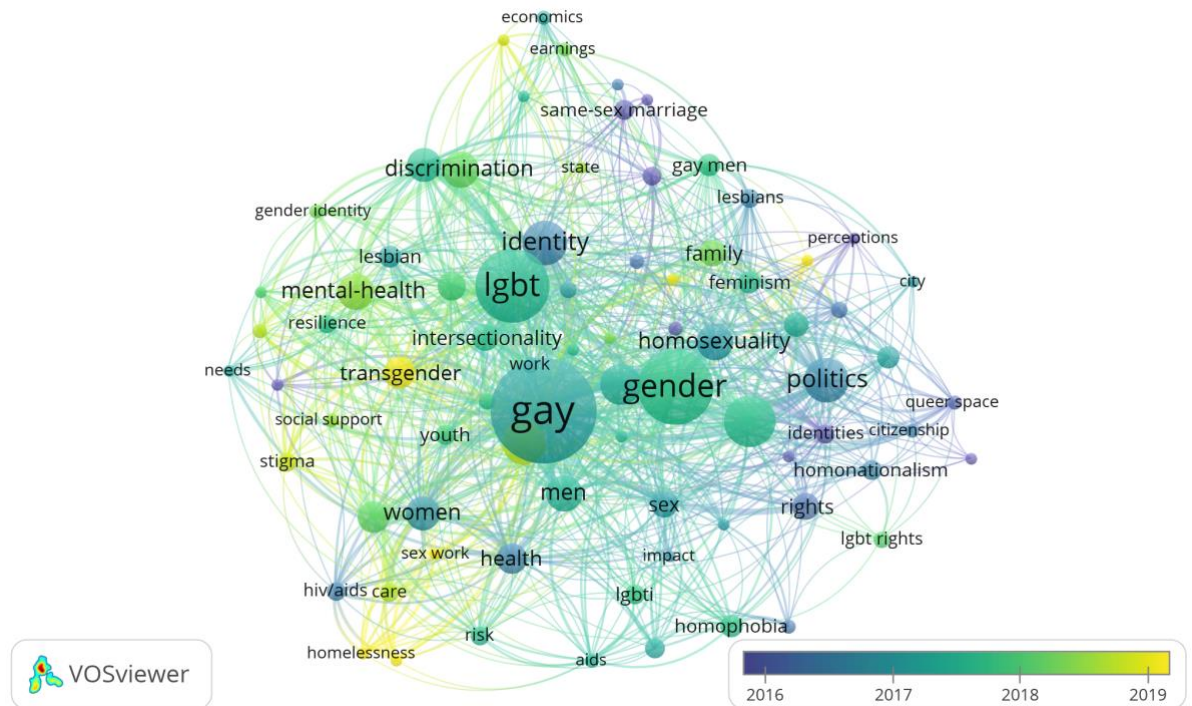 economics
earnings
same-sex marriage
discrimination
state
gay men
lesbians
gender identity
identity
perceptions
lesbian
family
feminism
city
mental-health
lgbt
resilience
intersectionality
homosexuality
work
needs
transgender
gender
politics
gay
queer space
social support
youth
identities
citizenship
stigma
homonationalism
men
women
sex
rights
lgbt rights
sex work
health
impact
hiv/aids
care
lgbti
risk
homophobia
homelessness
aids
VOSviewer
2016
2017
2018
2019